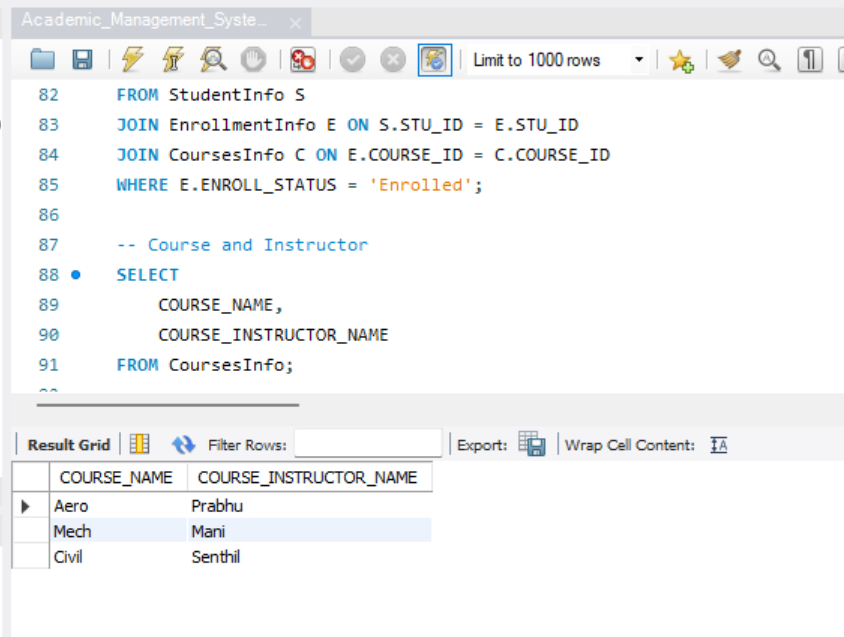 Academic_Management_Syste...
Limit to 1000 rows
82 FROM StudentInfo S
83 JOIN EnrollmentInfo E ON S.STU_ID = E.STU_ID
84 JOIN CoursesInfo C ON E.COURSE_ID = C.COURSE_ID
85 WHERE E.ENROLL_STATUS = 'Enrolled';
86
87 -- Course and Instructor
88 SELECT
89 COURSE_NAME,
90 COURSE_INSTRUCTOR_NAME
91 FROM CoursesInfo;
Result Grid Filter Rows: Export: Wrap Cell Content:
COURSE_NAME COURSE_INSTRUCTOR_NAME
Aero Prabhu
Mech Mani
Civil Senthil